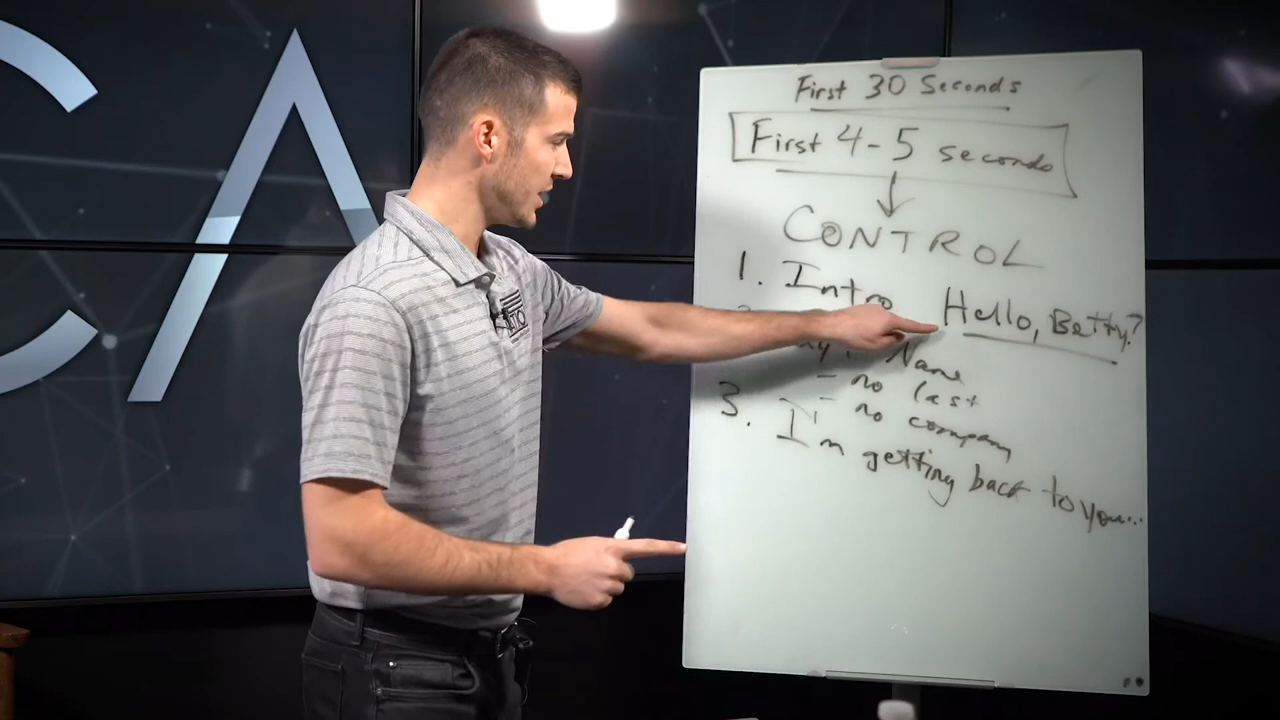 CA
First 30 Seconds
First 4-5 seconds
CONTROL
1. Intro Hello, Betty?
Name
- no last
- no company
3. I'm getting back to you...